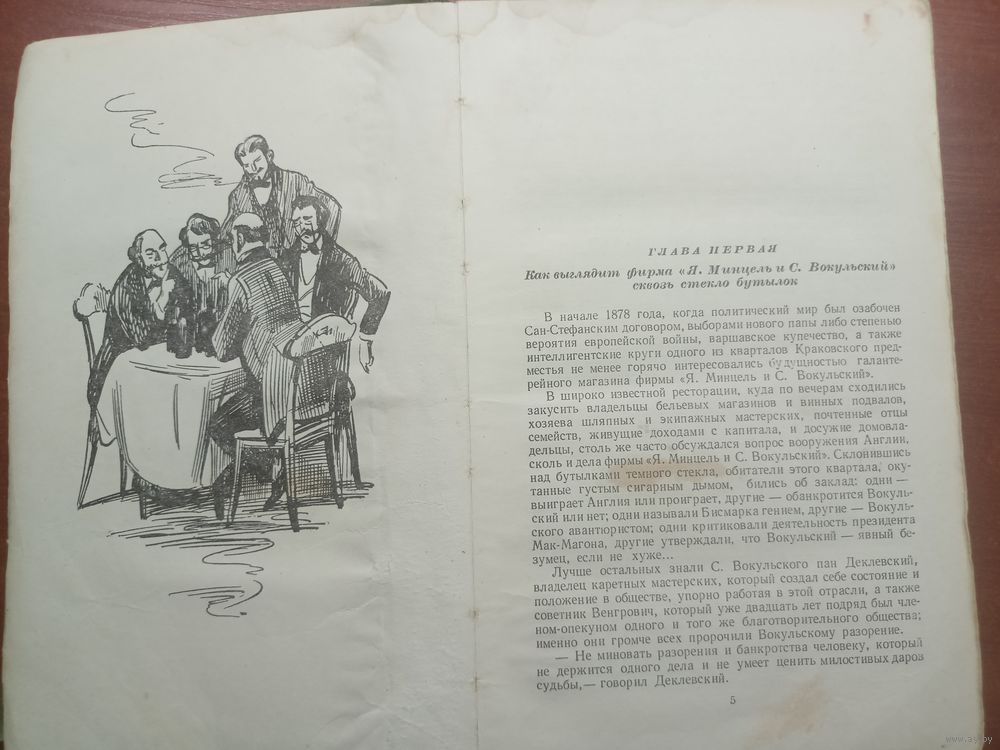 ГЛАВА ПЕРВАЯ
Как выглядит фирма «Я. Минцель и С. Вокульский»
сквозь стекло бутылок
В начале 1878 года, когда политический мир был озабочен
Сан-Стефанским договором, выборами нового папы либо степенью
вероятия европейской войны, варшавское купечество, а также
интеллигентские круги одного из кварталов Краковского пред-
местья не менее горячо интересовались будущностью галанте-
рейного магазина фирмы «Я. Минцель и С. Вокульский».
В широко известной ресторации, куда по вечерам сходились
закусить владельцы бельевых магазинов и винных подвалов,
хозяева шляпных и экипажных мастерских, почтенные отцы
семейств, живущие доходами с капитала, и досужие домовла-
дельцы, столь же часто обсуждался вопрос вооружения Англии,
сколь и дела фирмы «Я. Минцель и С. Вокульский». Склонившись
над бутылками темного стекла, обитатели этого квартала, оку-
танные густым сигарным дымом, бились об заклад: одни —
выиграет Англия или проиграет, другие — обанкротится Вокуль-
ский или нет; одни называли Бисмарка гением, другие — Вокуль-
ского авантюристом; одни критиковали деятельность президента
Мак-Магона, другие утверждали, что Вокульский — явный бе-
зумец, если не хуже...
Лучше остальных знали С. Вокульского пан Деклевский,
владелец каретных мастерских, который создал себе состояние и
положение в обществе, упорно работая в этой отрасли, а также
советник Венгрович, который уже двадцать лет подряд был чле-
ном-опекуном одного и того же благотворительного общества;
именно они громче всех пророчили Вокульскому разорение.
— Не миновать разорения и банкротства человеку, который
не держится одного дела и не умеет ценить милостивых даров
судьбы,— говорил Деклевский.
5
www.ay.by